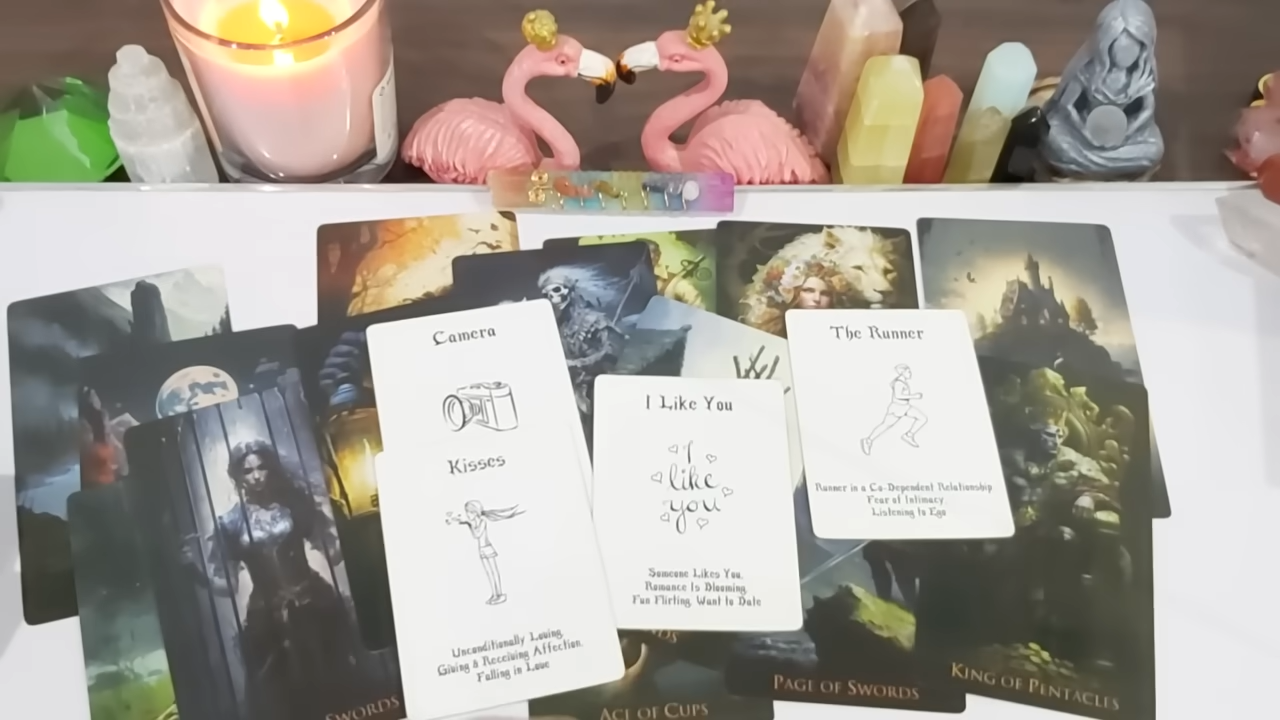 Camera
The Runner
I Like You
I
like
you
Kisses
Runner in a Co-Dependent Relationship
Fear of Intimacy
Listening to Ego
Someone Likes You,
Romance Is Blooming
Fun Flirting, Want to Date
Unconditionally Loving,
Giving & Receiving Affection,
Falling in Love
KING OF PENTACLES
PAGE OF SWORDS
ACE OF CUPS
SWORDS